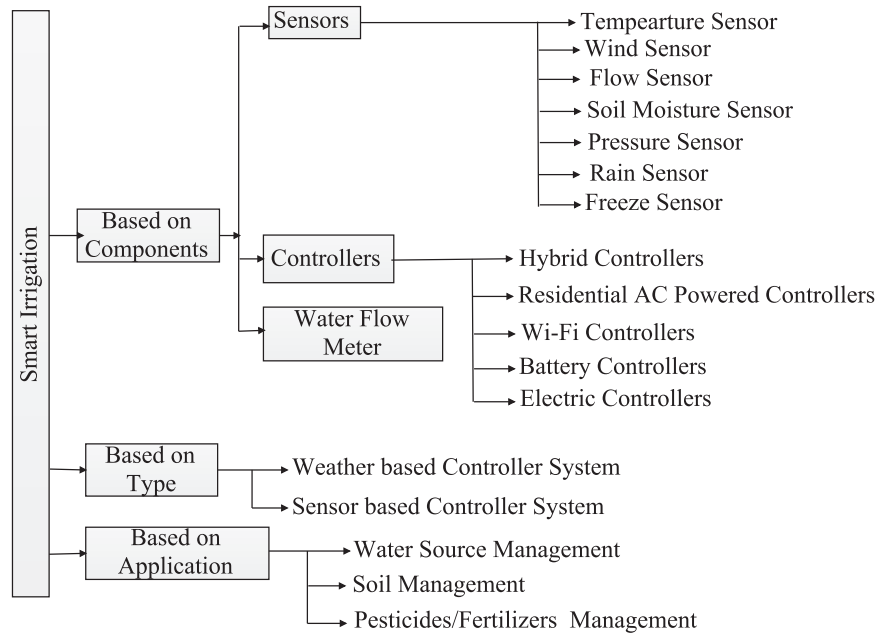 Smart Irrigation
Based on
Components
Sensors
Tempearture Sensor
Wind Sensor
Flow Sensor
Soil Moisture Sensor
Pressure Sensor
Rain Sensor
Freeze Sensor
Controllers
Hybrid Controllers
Residential AC Powered Controllers
Wi-Fi Controllers
Battery Controllers
Electric Controllers
Water Flow
Meter
Based on
Type
Weather based Controller System
Sensor based Controller System
Based on
Application
Water Source Management
Soil Management
Pesticides/Fertilizers Management